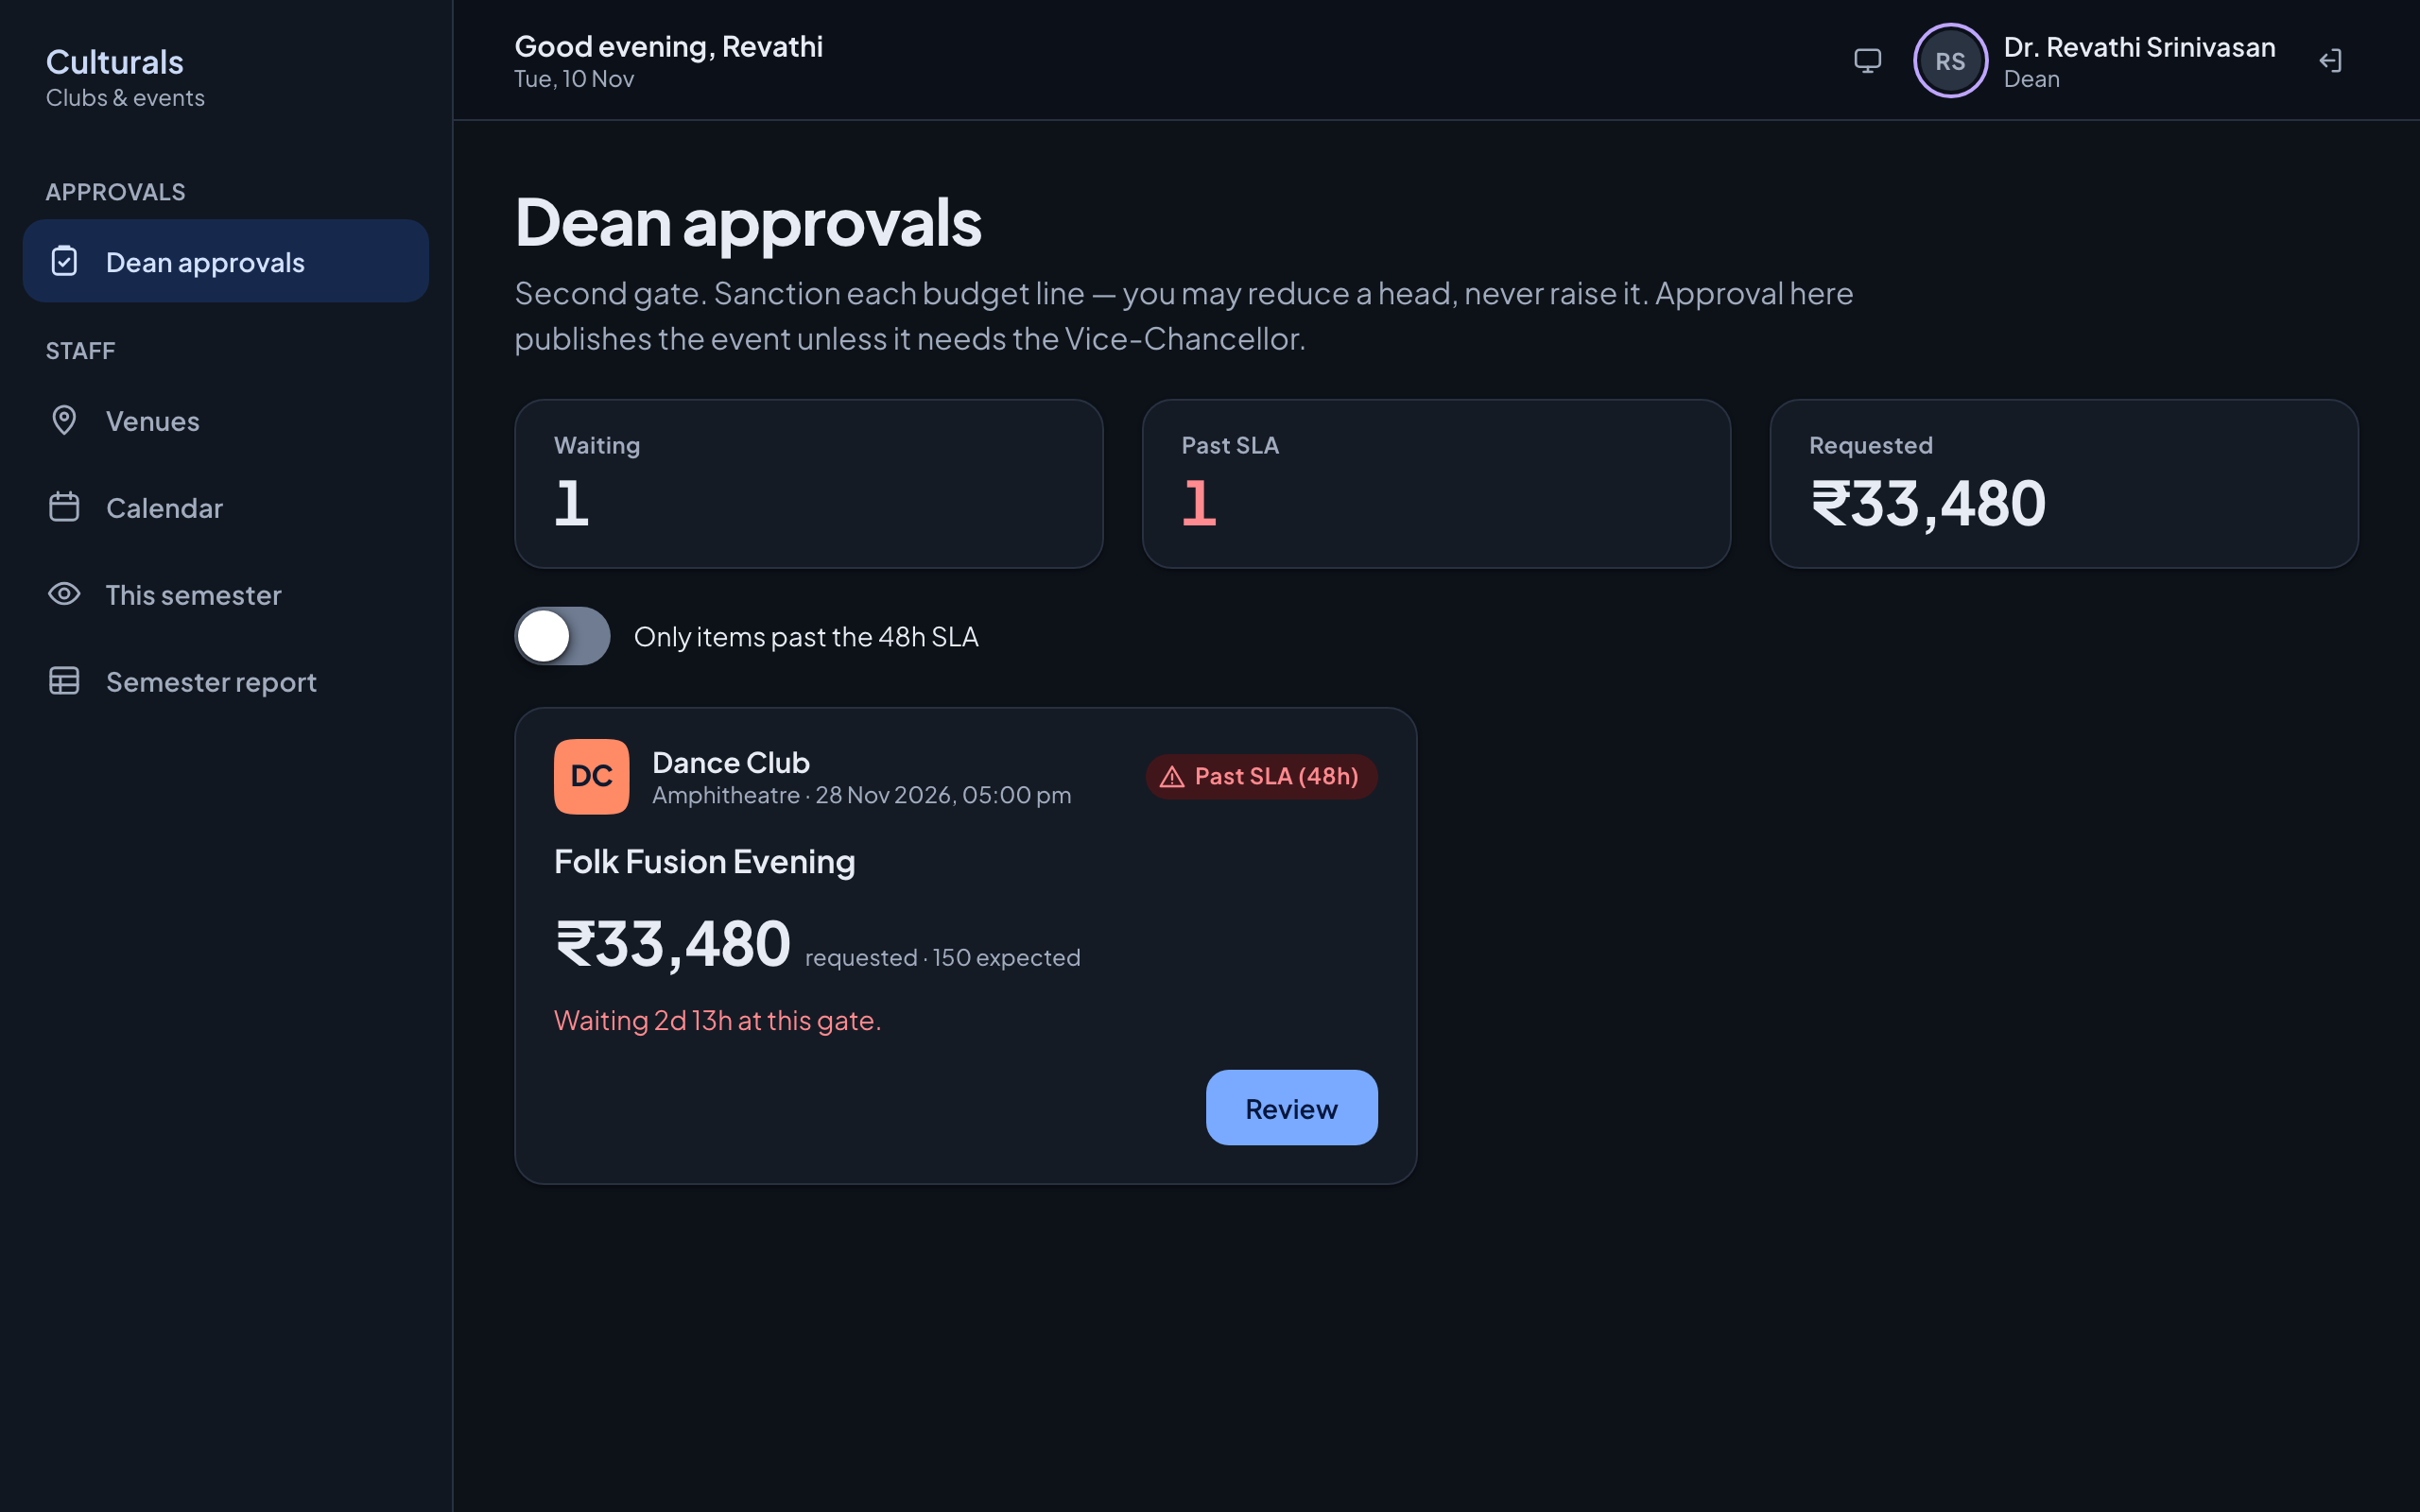 Culturals
Clubs & events
APPROVALS
Dean approvals
STAFF
Venues
Calendar
This semester
Semester report
Good evening, Revathi
Tue, 10 Nov
RS
Dr. Revathi Srinivasan
Dean
Dean approvals
Second gate. Sanction each budget line — you may reduce a head, never raise it. Approval here
publishes the event unless it needs the Vice-Chancellor.
Waiting
1
Past SLA
1
Requested
₹33,480
Only items past the 48h SLA
DC
Dance Club
Amphitheatre · 28 Nov 2026, 05:00 pm
Past SLA (48h)
Folk Fusion Evening
₹33,480 requested · 150 expected
Waiting 2d 13h at this gate.
Review